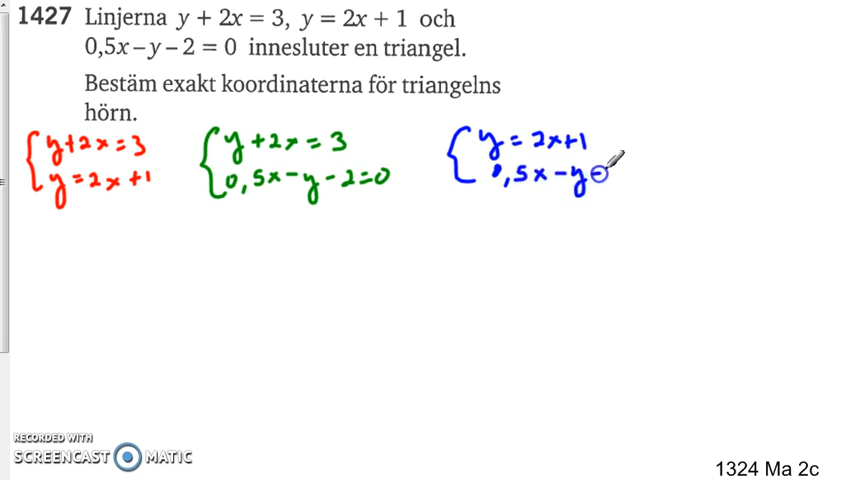 1427 Linjerna y + 2x = 3, y = 2x + 1 och
0,5x – y – 2 = 0 innesluter en triangel.
Bestäm exakt koordinaterna för triangelns
hörn.
y+2x=3
y=2x+1
y+2x=3
0,5x-y-2=0
y=2x+1
0,5x-y
RECORDED WITH
SCREENCAST MATIC
1324 Ma 2c